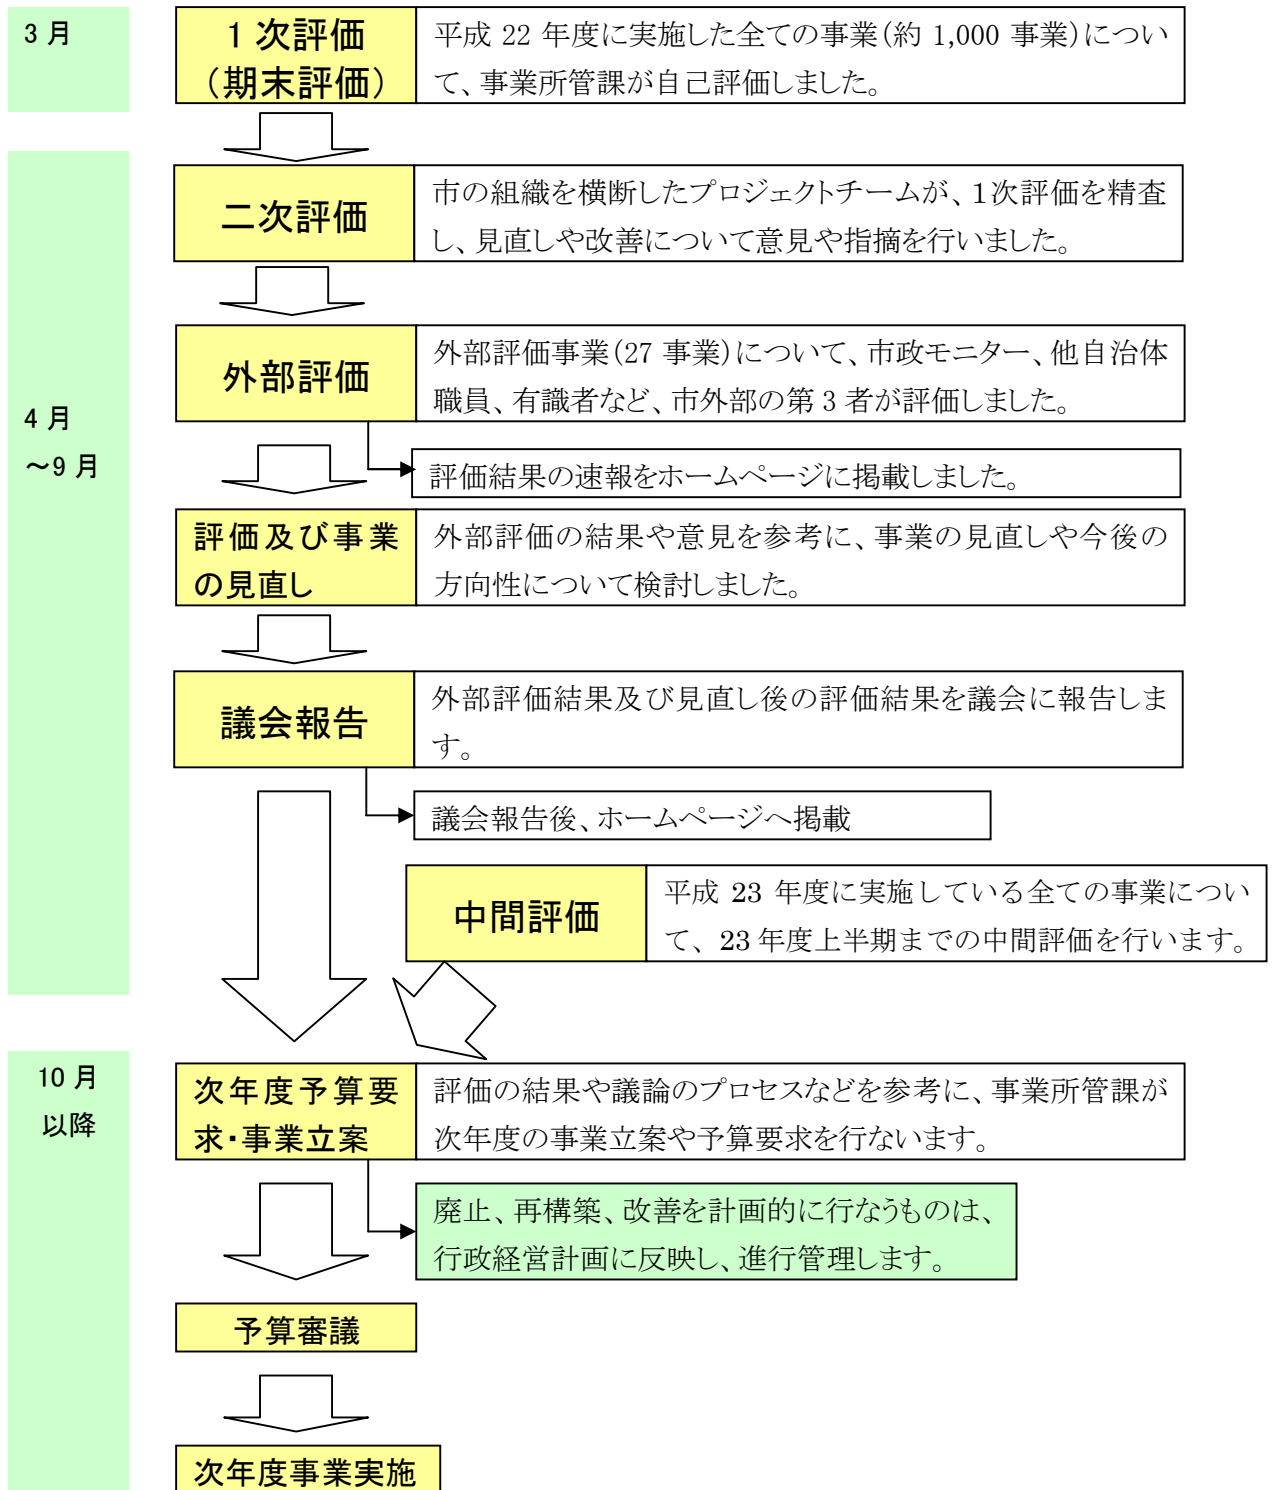 3 月
1 次評価
（期末評価）
平成 22 年度に実施した全ての事業（約 1,000 事業）につい
て、事業所管課が自己評価しました。
二次評価
市の組織を横断したプロジェクトチームが、1次評価を精査
し、見直しや改善について意見や指摘を行いました。
4 月
～9 月
外部評価
外部評価事業（27 事業）について、市政モニター、他自治体
職員、有識者など、市外部の第 3 者が評価しました。
評価結果の速報をホームページに掲載しました。
評価及び事業
の見直し
外部評価の結果や意見を参考に、事業の見直しや今後の
方向性について検討しました。
議会報告
外部評価結果及び見直し後の評価結果を議会に報告しま
す。
議会報告後、ホームページへ掲載
中間評価
平成 23 年度に実施している全ての事業につい
て、23 年度上半期までの中間評価を行います。
10 月
以降
次年度予算要
求・事業立案
評価の結果や議論のプロセスなどを参考に、事業所管課が
次年度の事業立案や予算要求を行ないます。
廃止、再構築、改善を計画的に行なうものは、
行政経営計画に反映し、進行管理します。
予算審議
次年度事業実施